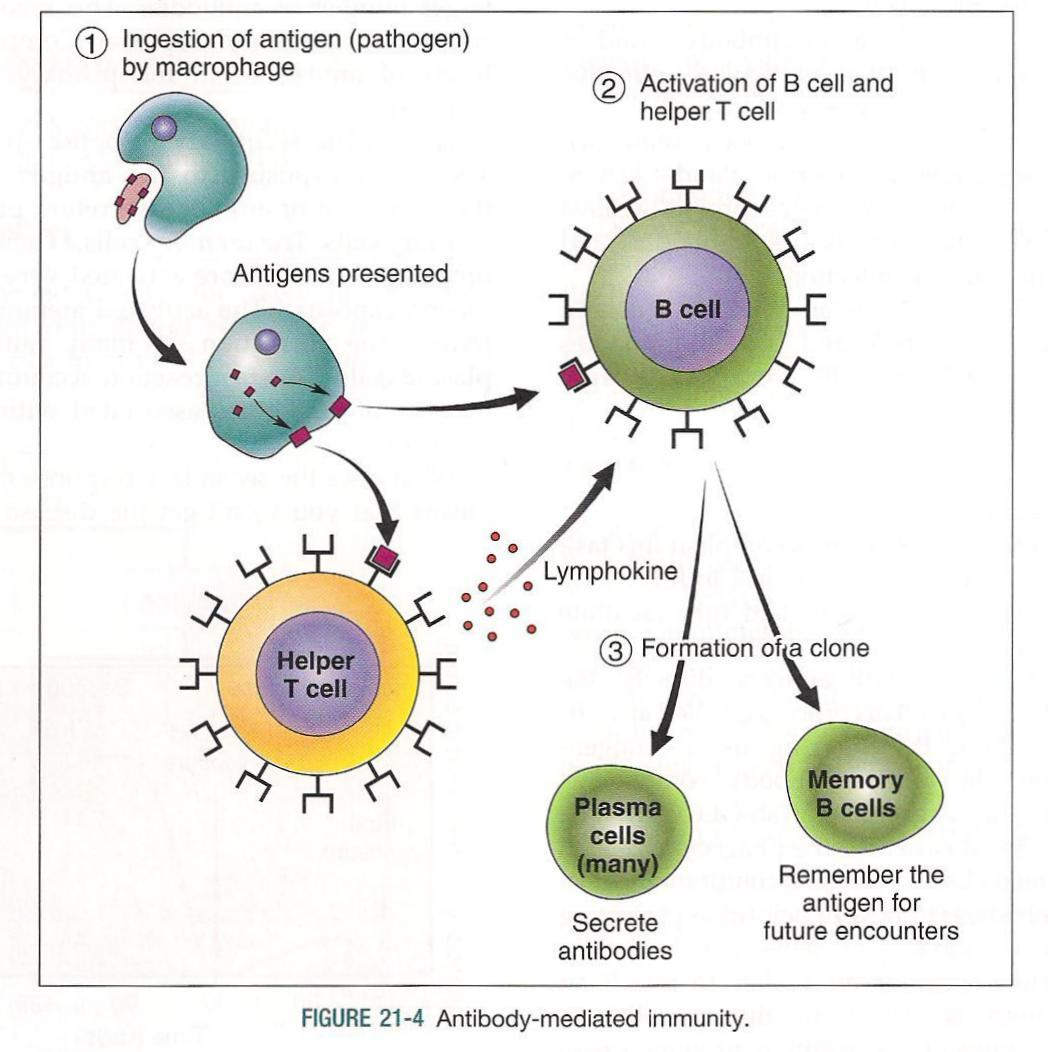 1 Ingestion of antigen (pathogen)
by macrophage
2 Activation of B cell and
helper T cell
Antigens presented
B cell
Lymphokine
Helper
T cell
3 Formation of a clone
Plasma
cells
(many)
Memory
B cells
Secrete
antibodies
Remember the
antigen for
future encounters
FIGURE 21-4 Antibody-mediated immunity.